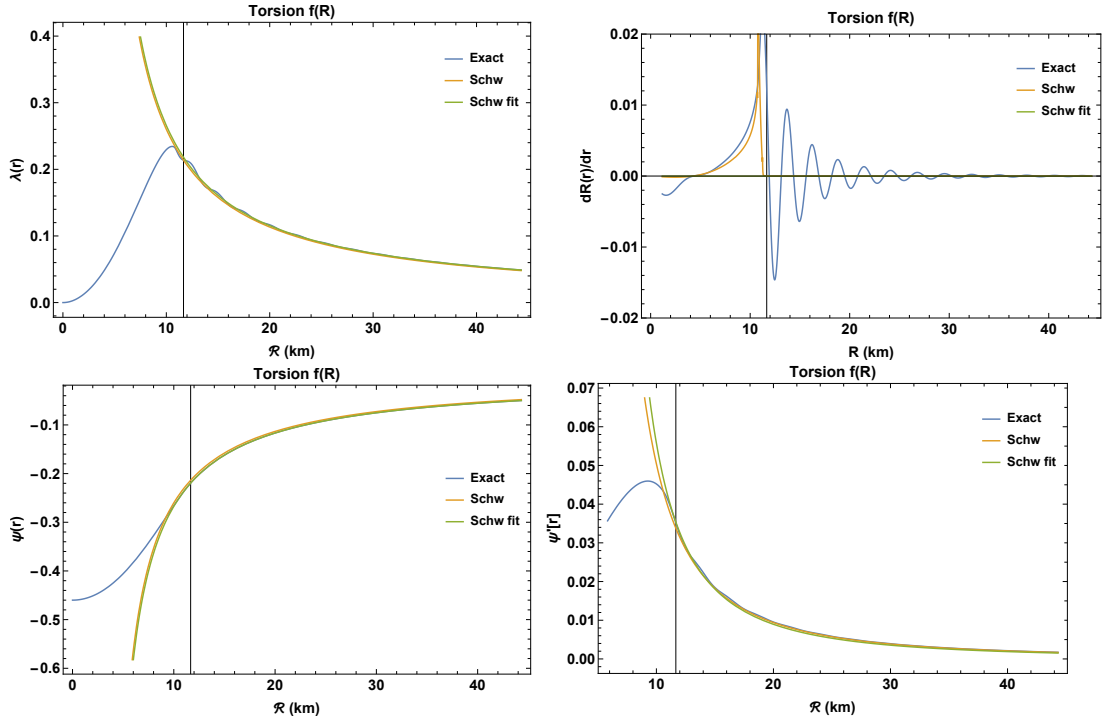 Torsion f(R)
λ(r)
0.4
0.3
0.2
0.1
0.0
Exact
Schw
Schw fit
0 10 20 30 40
ℛ (km)
Torsion f(R)
dR(r)/dr
0.02
0.01
0.00
−0.01
−0.02
Exact
Schw
Schw fit
0 10 20 30 40
R (km)
Torsion f(R)
ψ(r)
−0.1
−0.2
−0.3
−0.4
−0.5
−0.6
Exact
Schw
Schw fit
0 10 20 30 40
ℛ (km)
Torsion f(R)
ψ'[r]
0.07
0.06
0.05
0.04
0.03
0.02
0.01
0.00
Exact
Schw
Schw fit
10 20 30 40
ℛ (km)